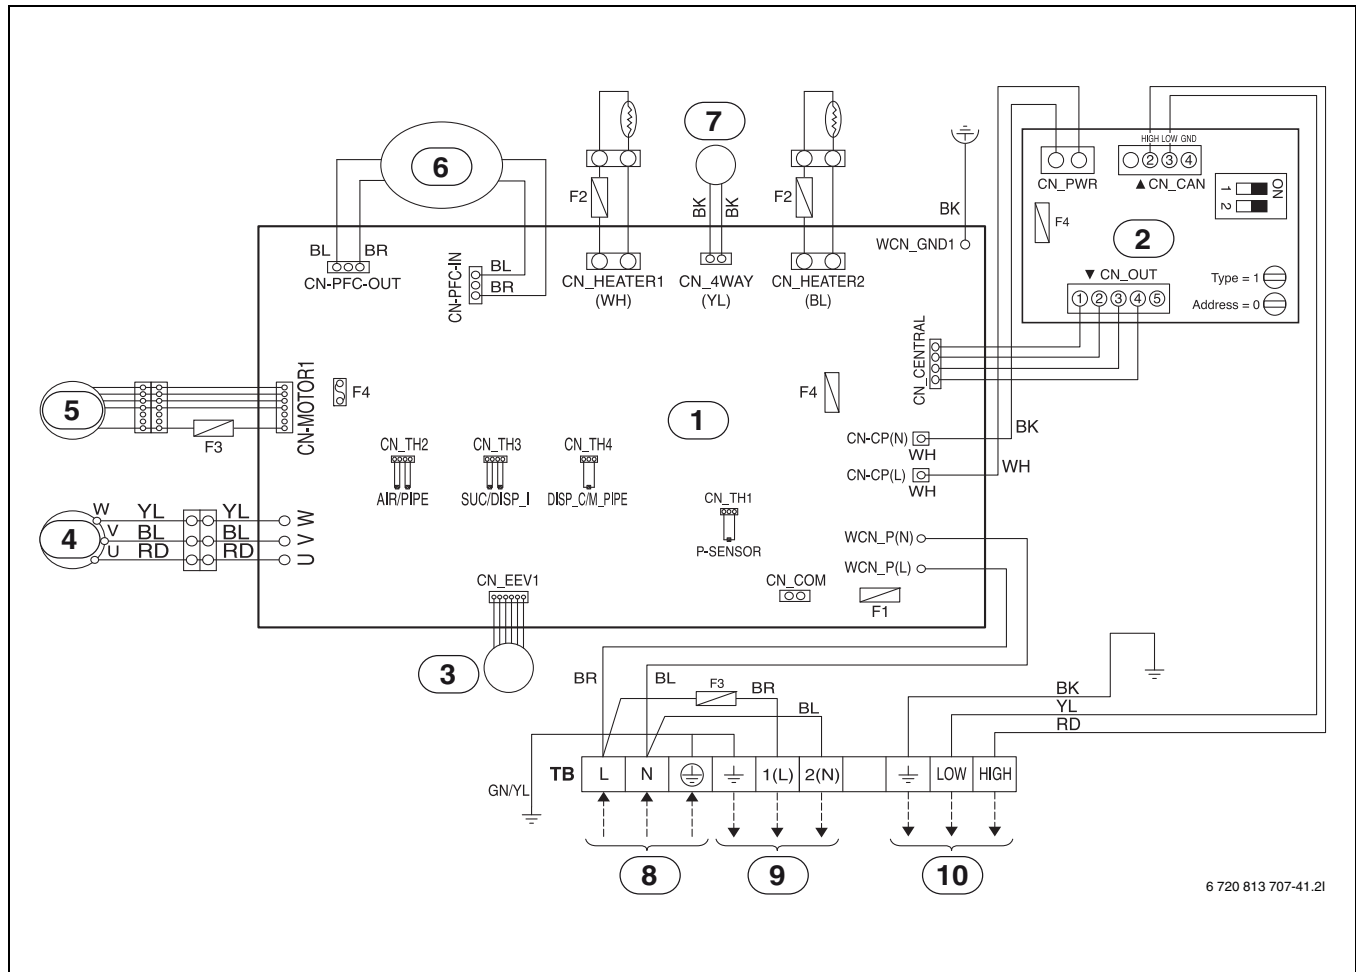 HIGH LOW GND
6
7
F2
BK
BK
F2
BK
CN_PWR
2 3 4
▲CN_CAN
1
2
ON
F4
2
WCN_GND1
BL
BR
CN-PFC-OUT
CN-PFC-IN
BL
BR
CN_HEATER1
(WH)
CN_4WAY
(YL)
CN_HEATER2
(BL)
▼ CN_OUT
1 2 3 4 5
Type = 1
Address = 0
CN_CENTRAL
5
F3
CN-MOTOR1
F4
F4
1
CN-CP(N)
WH
BK
CN-CP(L)
WH
WH
CN_TH2
AIR/PIPE
CN_TH3
SUC/DISP_I
CN_TH4
DISP_C/M_PIPE
CN_TH1
P-SENSOR
4
W
V
U
YL
BL
RD
YL
BL
RD
W
V
U
WCN_P(N)
WCN_P(L)
CN_EEV1
CN_COM
F1
3
BR
BL
F3
BR
BL
BK
YL
RD
GN/YL
TB
L
N
1(L)
2(N)
LOW
HIGH
8
9
10
6 720 813 707-41.2I